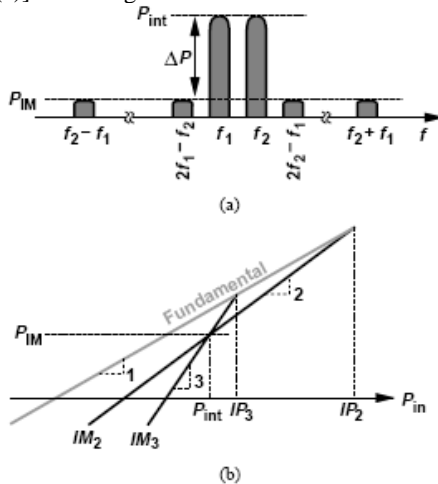 P_int
ΔP
P_IM
f_2 – f_1
2f_1 – f_2
f_1
f_2
2f_2 – f_1
f_2 + f_1
f
(a)
Fundamental
2
P_IM
1
3
P_int
IP_3
IP_2
P_in
IM_2
IM_3
(b)